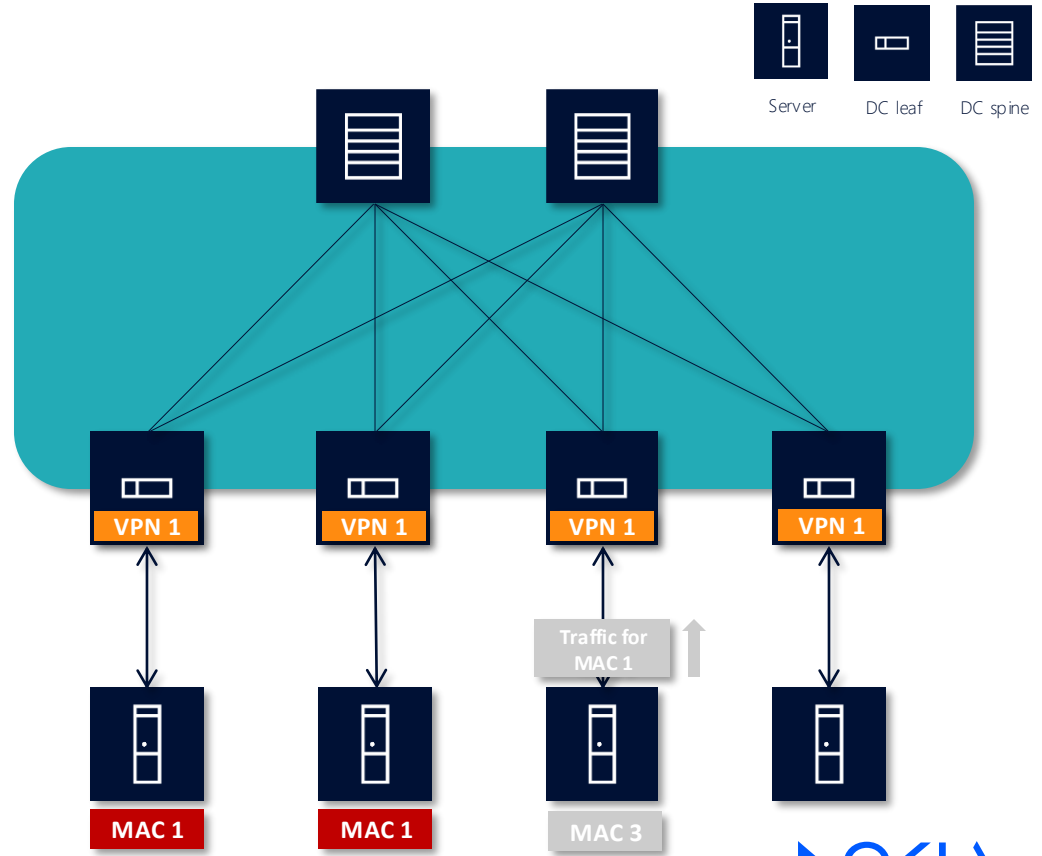 Server
DC leaf
DC spine
VPN 1
VPN 1
VPN 1
VPN 1
Traffic for
MAC 1
MAC 1
MAC 1
MAC 3